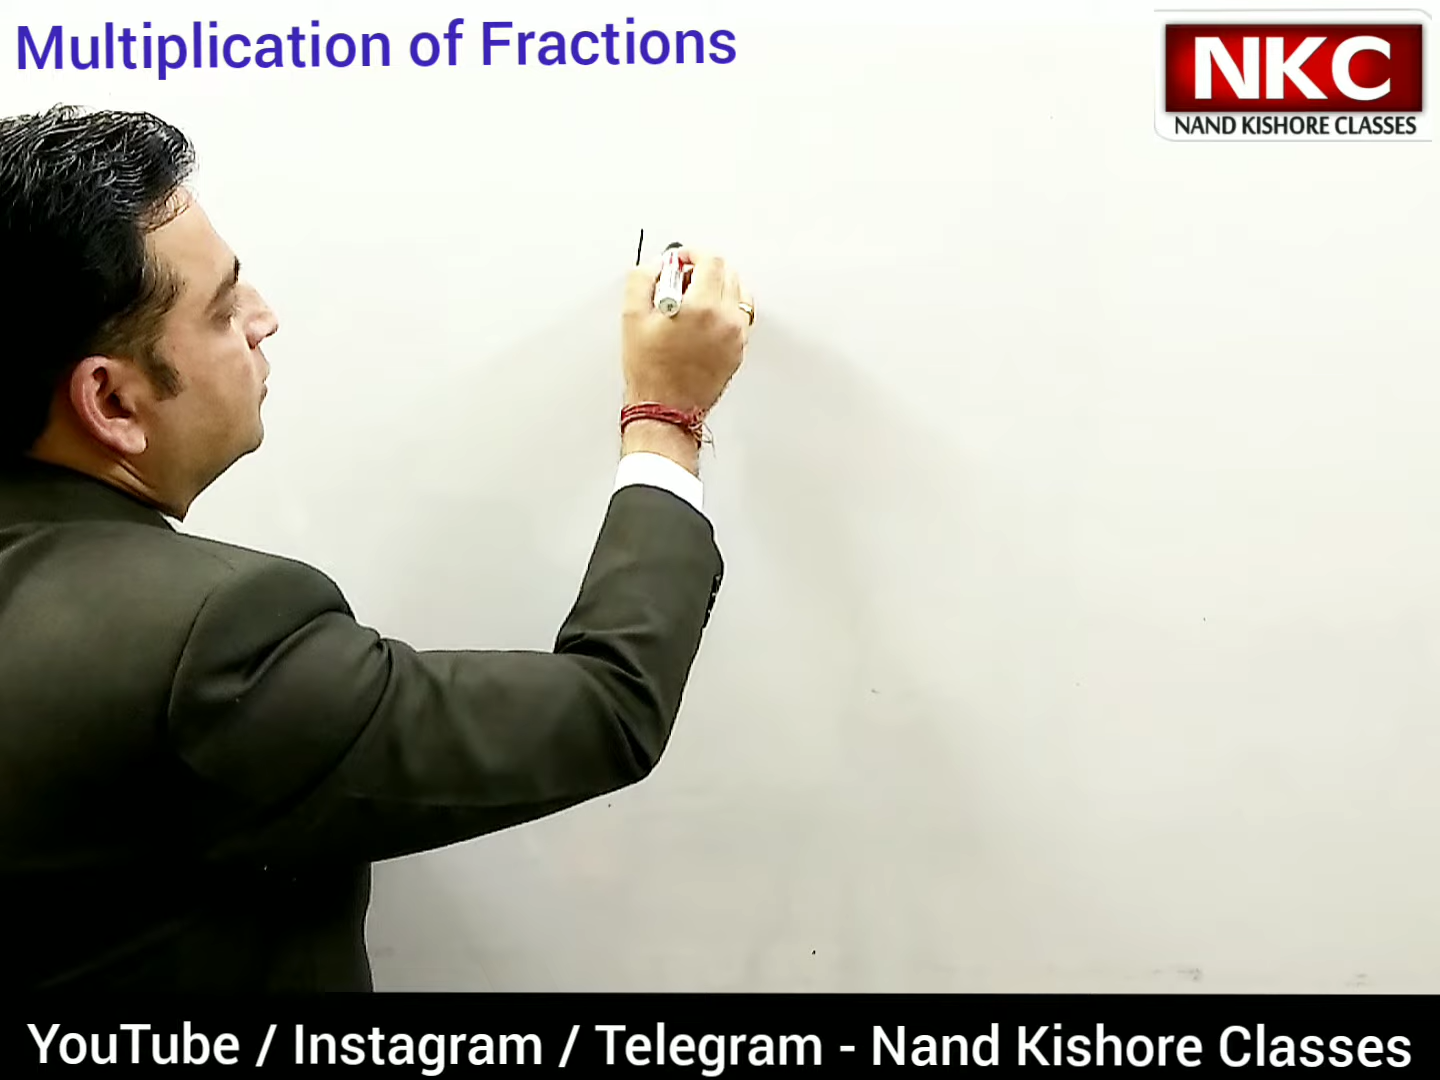 Multiplication of Fractions
NKC
NAND KISHORE CLASSES
YouTube / Instagram / Telegram - Nand Kishore Classes